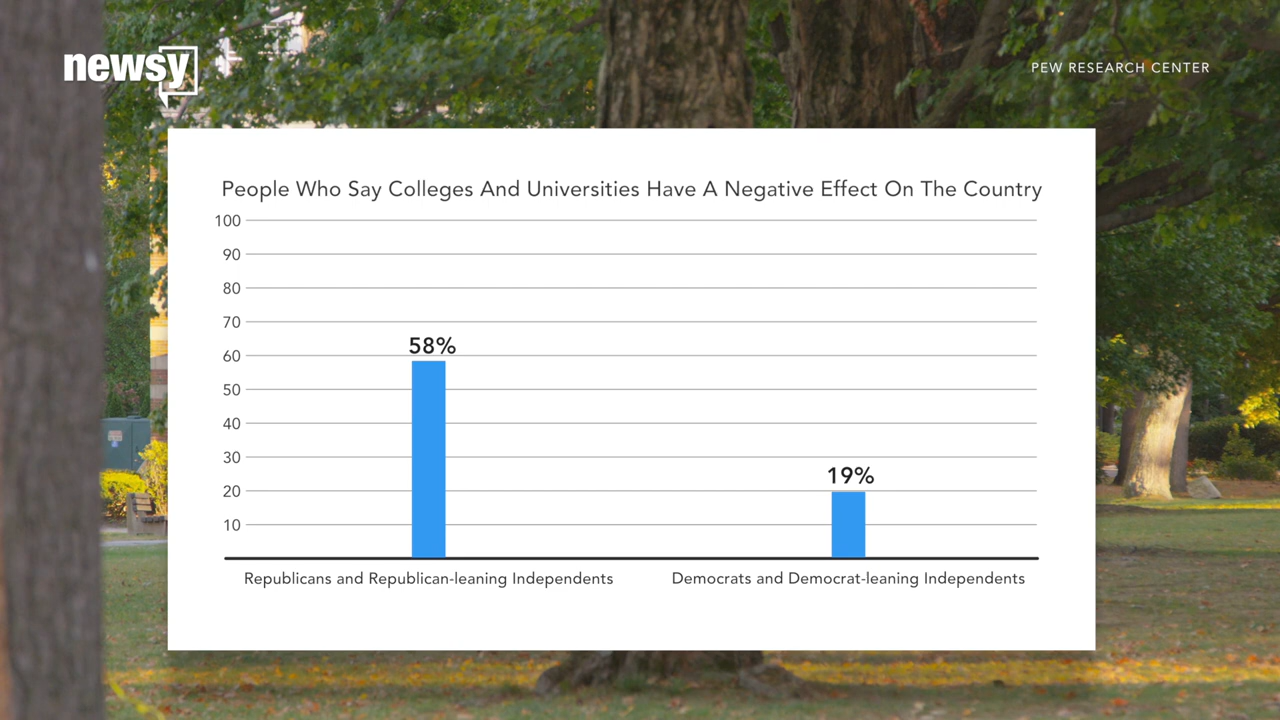 newsy
PEW RESEARCH CENTER
People Who Say Colleges And Universities Have A Negative Effect On The Country
100
90
80
70
60
50
40
30
20
10
58%
19%
Republicans and Republican-leaning Independents
Democrats and Democrat-leaning Independents